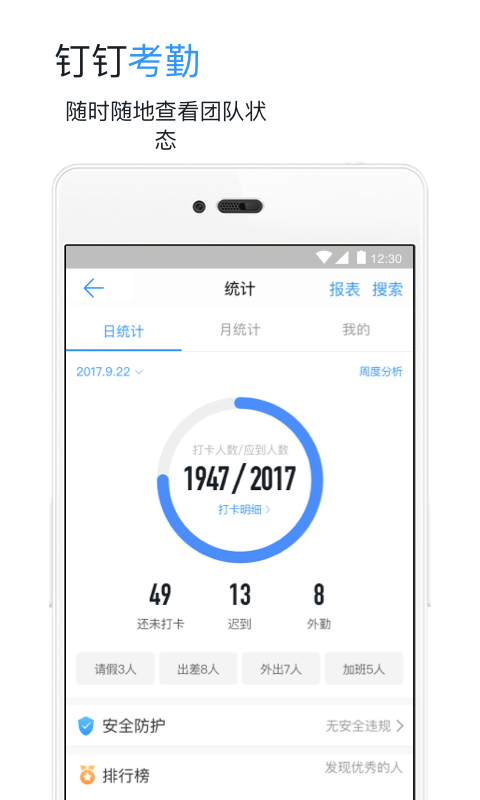 钉钉考勤
随时随地查看团队状
态
12:30
统计 报表 搜索
日统计 月统计 我的
2017.9.22 周度分析
打卡人数/应到人数
1947/2017
打卡明细
49 13 8
还未打卡 迟到 外勤
请假3人 出差8人 外出7人 加班5人
安全防护 无安全违规
排行榜 发现优秀的人